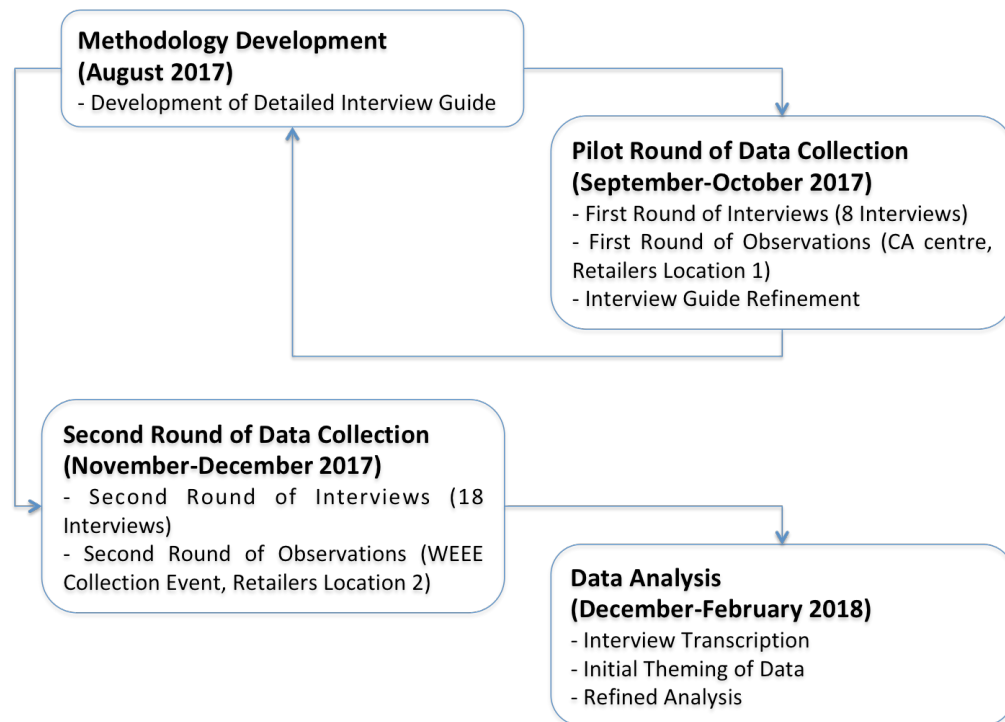 Methodology Development
(August 2017)
- Development of Detailed Interview Guide
Pilot Round of Data Collection
(September-October 2017)
- First Round of Interviews (8 Interviews)
- First Round of Observations (CA centre,
Retailers Location 1)
- Interview Guide Refinement
Second Round of Data Collection
(November-December 2017)
- Second Round of Interviews (18
Interviews)
- Second Round of Observations (WEEE
Collection Event, Retailers Location 2)
Data Analysis
(December-February 2018)
- Interview Transcription
- Initial Theming of Data
- Refined Analysis